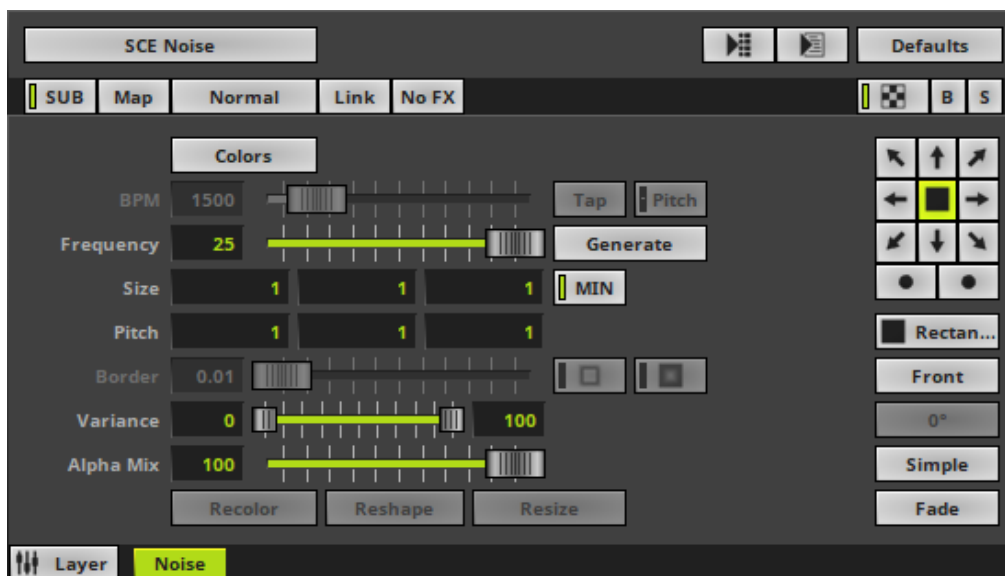 SCE Noise Defaults
SUB Map Normal Link No FX B S
Colors
BPM 1500 Tap Pitch
Frequency 25 Generate
Size 1 1 1 MIN
Pitch 1 1 1
Rectan...
Border 0.01
Front
Variance 0 100
0°
Alpha Mix 100
Simple
Recolor Reshape Resize
Fade
Layer Noise